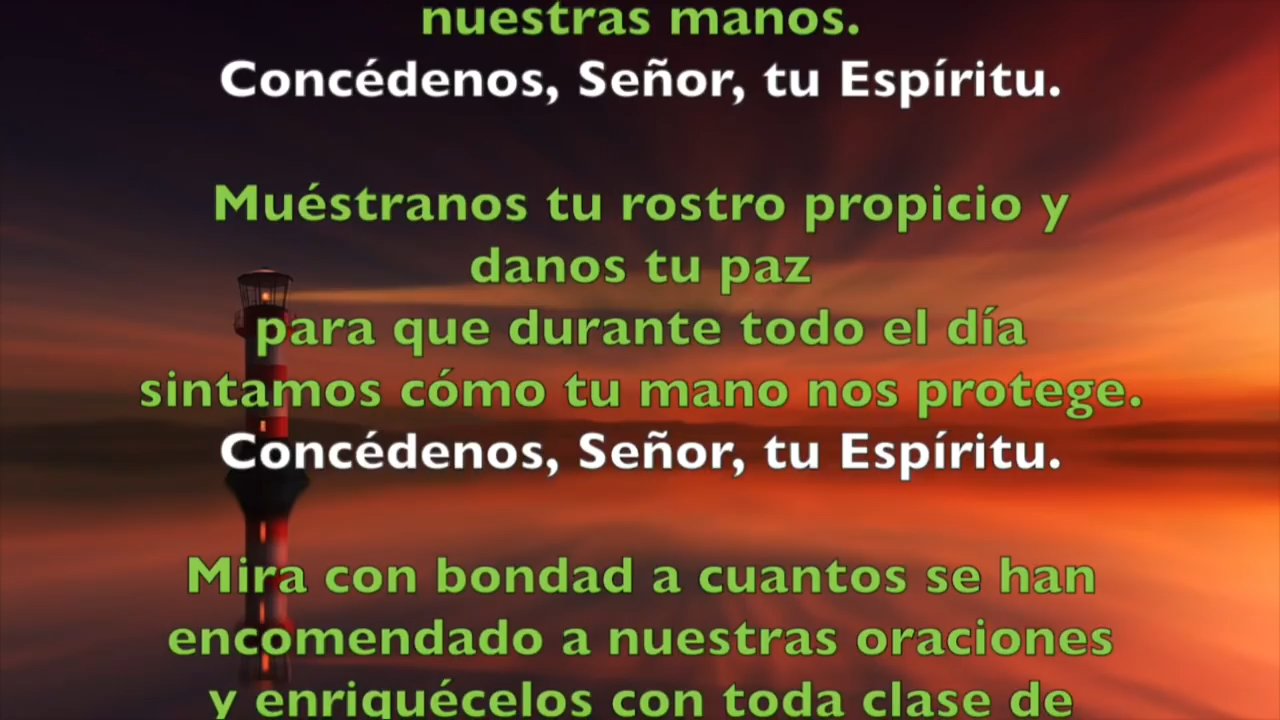 nuestras manos.
Concédenos, Señor, tu Espíritu.
Muéstranos tu rostro propicio y
danos tu paz
para que durante todo el día
sintamos cómo tu mano nos protege.
Concédenos, Señor, tu Espíritu.
Mira con bondad a cuantos se han
encomendado a nuestras oraciones
y enriquécelos con toda clase de